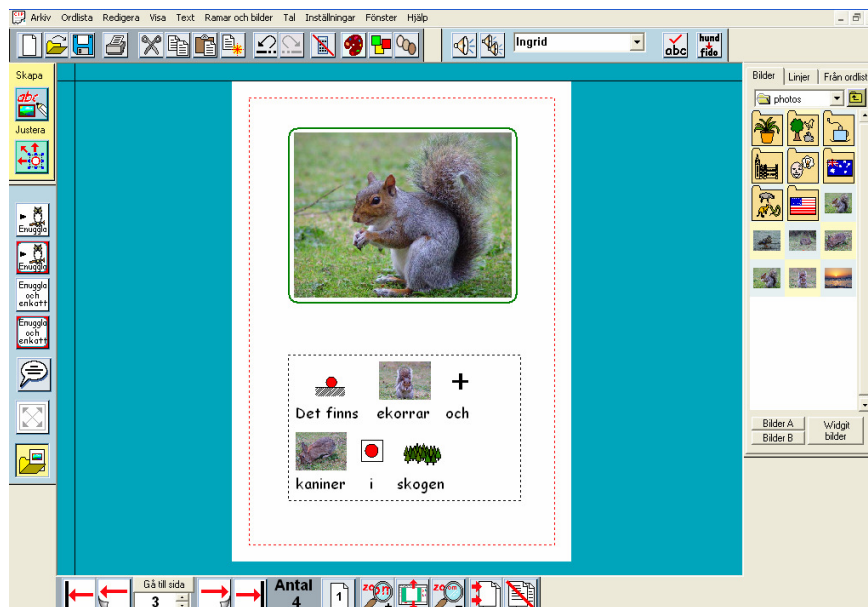 Arkiv Ordlista Redigera Visa Text Ramar och bilder Tal Inställningar Fönster Hjälp
Ingrid
abc
hund
fido
Skapa
abc
Justera
Enuggla
Enuggla
Enuggla
och
enkatt
Enuggla
och
enkatt
Det finns ekorrar och
kaniner i skogen
Bilder Linjer Från ordlist
photos
Bilder A
Bilder B
Widgit
bilder
Gå till sida
3
Antal
4
1
zoom
zoom